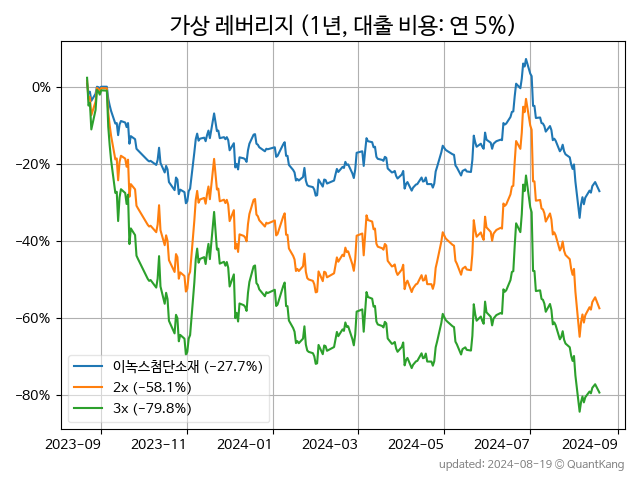 가상 레버리지 (1년, 대출 비용: 연 5%)
0%
−20%
−40%
−60%
−80%
이녹스첨단소재 (−27.7%)
2x (−58.1%)
3x (−79.8%)
2023−09 2023−11 2024−01 2024−03 2024−05 2024−07 2024−09
updated: 2024−08−19 © QuantKang